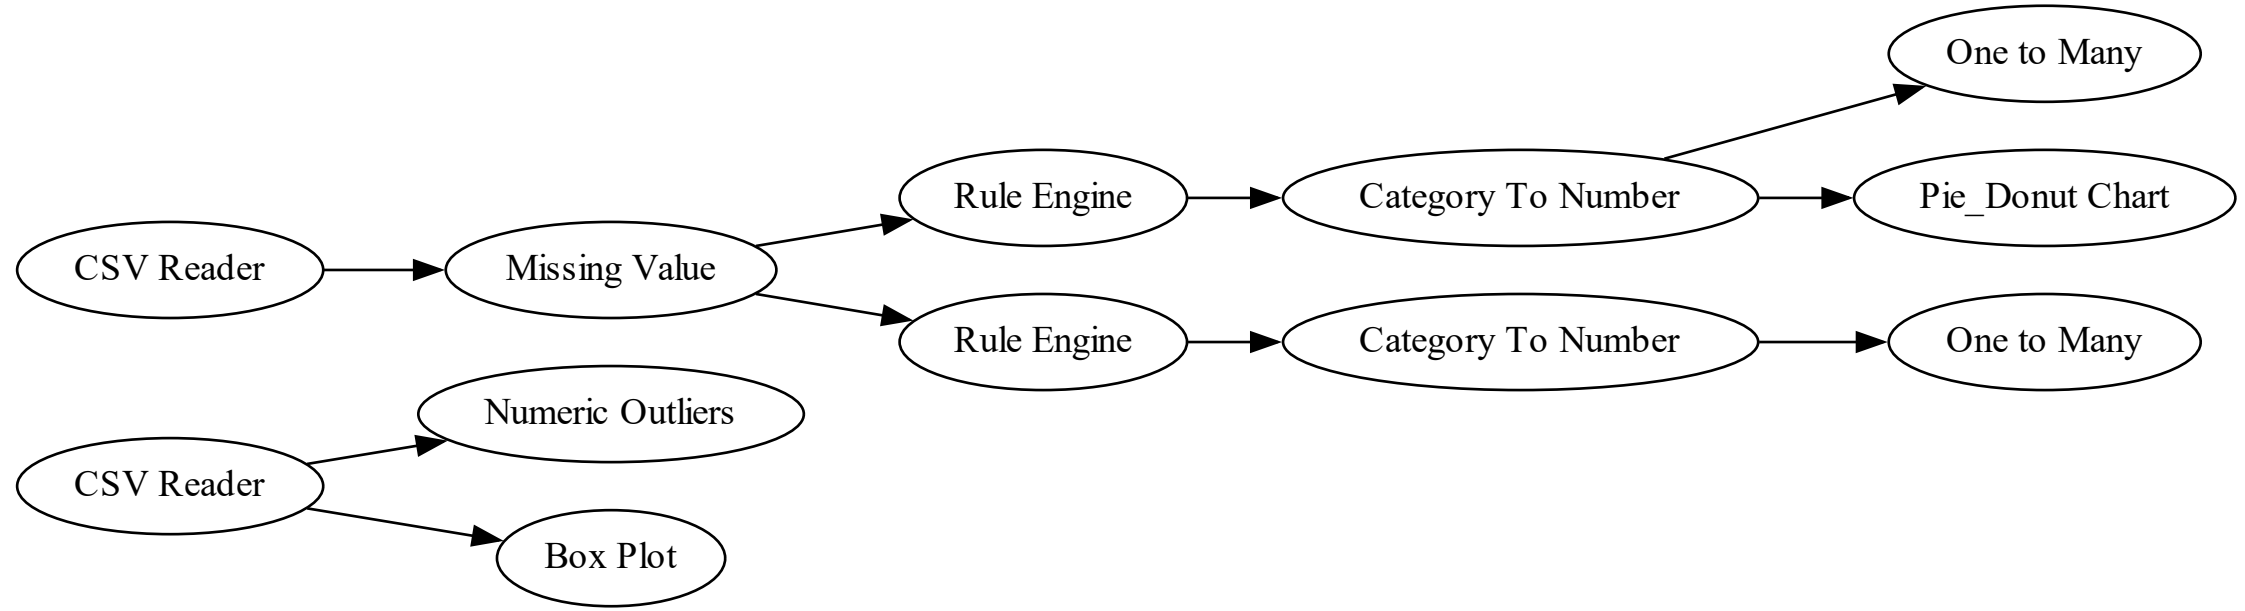 One to Many
Rule Engine
Category To Number
Pie_Donut Chart
CSV Reader
Missing Value
Rule Engine
Category To Number
One to Many
Numeric Outliers
CSV Reader
Box Plot